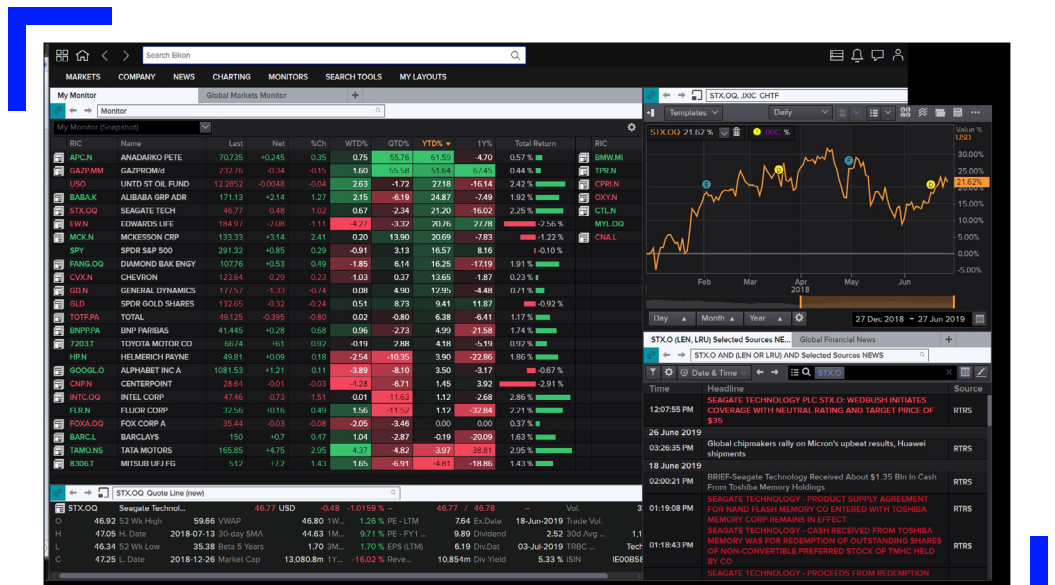 Search Eikon
MARKETS COMPANY NEWS CHARTING MONITORS SEARCH TOOLS MY LAYOUTS
My Monitor Global Markets Monitor +
Monitor
My Monitor (Snapshot)
RIC Name Last Net %Ch WTD% QTD% YTD% 1Y% Total Return RIC
APC.N ANADARKO PETE 70.735 +0.245 0.35 0.75 55.76 61.59 -4.70 0.57 % BMW.MI
GAZP.MM GAZPROM/d 232.76 -0.34 -0.15 1.60 55.58 51.64 67.45 0.44 % TPR.N
USO UNTD ST OIL FUND 12.2852 -0.0048 -0.04 2.63 -1.72 27.18 -16.14 2.42 % CPRI.N
BABA.K ALIBABA GRP ADR 171.13 +2.14 1.27 2.15 -6.19 24.87 -7.49 1.92 % OXY.N
STX.OQ SEAGATE TECH 46.77 0.48 -1.02 0.67 -2.34 21.20 -16.02 2.25 % CTL.N
EW.N EDWARDS LIFE 184.97 -2.08 -1.11 -4.27 -3.32 20.76 27.78 -2.56 % MYL.OQ
MCK.N MCKESSON CRP 133.33 +3.14 2.41 0.20 13.90 20.69 -7.83 -1.22 % CNA.L
SPY SPDR S&P 500 291.32 +0.85 0.29 -0.91 3.13 16.57 8.16 -0.10 %
FANG.OQ DIAMOND BAK ENGY 107.76 +0.53 0.49 -1.85 6.14 16.25 -17.19 1.91 %
CVX.N CHEVRON 123.64 0.29 0.23 -1.03 0.37 13.65 -1.87 0.23 %
GD.N GENERAL DYNAMICS 177.57 -1.33 -0.74 0.08 4.90 12.95 -4.48 0.71 %
GLD SPDR GOLD SHARES 132.65 -0.32 -0.24 0.51 8.73 9.41 11.87 -0.92 %
TOTF.PA TOTAL 49.125 -0.395 -0.80 0.02 -0.80 6.38 -6.41 1.17 %
BNPP.PA BNP PARIBAS 41.445 +0.28 0.68 0.96 -2.73 4.99 -21.58 1.74 %
7203.T TOYOTA MOTOR CO 6674 +61 0.92 -0.19 2.88 4.18 -5.19 0.92 %
HP.N HELMERICH PAYNE 49.81 +0.09 0.18 -2.54 -10.35 3.90 -22.86 1.86 %
GOOGL.O ALPHABET INC A 1081.53 +1.21 0.11 -3.89 -8.10 3.50 -3.17 -0.67 %
CNP.N CENTERPOINT 28.64 -0.01 -0.03 -4.28 -6.71 1.45 3.92 -2.91 %
INTC.OQ INTEL CORP 47.46 0.73 1.51 -0.01 -11.63 1.12 -2.68 2.86 %
FLR.N FLUOR CORP 32.56 +0.16 0.49 1.56 -11.52 1.12 -32.84 2.21 %
FOXA.OQ FOX CORP A 35.44 -0.03 -0.08 -2.05 -3.46 0.00 0.00 0.37 %
BARC.L BARCLAYS 150 +0.7 0.47 1.04 -2.87 -0.19 -20.09 1.63 %
TAMO.NS TATA MOTORS 165.85 +4.75 2.95 4.37 -4.82 -3.97 -38.81 2.95 %
8306.T MITSUB UFJ FG 512 +7.2 1.43 1.65 -6.91 -4.81 -18.86 1.43 %
STX.OQ Quote Line (new)
STX.OQ Seagate Technol... 46.77 USD -0.48 -1.0159 % – 46.77 / 46.78 – Vol. 3
O 46.92 52 Wk High 59.66 VWAP 46.80 1W... 1.26 % PE - LTM 7.64 Ex.Date 18-Jun-2019 Trade Vol.
H 47.05 H. Date 2018-07-13 30-day SMA 44.63 1M... 9.71 % PE - FY1 ... 9.89 Dividend 2.52 30d Avg ... 1,1
L 46.34 52 Wk Low 35.38 Beta 5 Years 1.70 3M... 1.70 % EPS (LTM) 6.19 Div.Dat 03-Jul-2019 TRBC ... Tech
C 47.25 L. Date 2018-12-26 Market Cap 13,080.8m 1Y... -16.02 % Reve... 10,854m Div Yield 5.33 % ISIN IE00B58
STX.OQ, .IXIC CHTF
Templates Daily
STX.OQ 21.62 % .IXIC %
Value %
USD
30.00%
25.00%
21.62%
15.00%
10.00%
5.00%
0.00%
-5.00%
Feb Mar Apr May Jun
2018
Day Month Year 27 Dec 2018 - 27 Jun 2019
STX.O (LEN, LRU) Selected Sources NE... Global Financial News +
STX.O AND (LEN OR LRU) AND Selected Sources NEWS
Date & Time STX.O
Time Headline Source
12:07:55 PM SEAGATE TECHNOLOGY PLC STX.O: WEDBUSH INITIATES
COVERAGE WITH NEUTRAL RATING AND TARGET PRICE OF
$35 RTRS
26 June 2019
03:26:35 PM Global chipmakers rally on Micron's upbeat results, Huawei
shipments RTRS
18 June 2019
02:00:21 PM BRIEF-Seagate Technology Received About $1.35 Bln In Cash
From Toshiba Memory Holdings RTRS
01:19:08 PM SEAGATE TECHNOLOGY - PRODUCT SUPPLY AGREEMENT
FOR NAND FLASH MEMORY CO ENTERED WITH TOSHIBA
MEMORY CORP REMAINS IN EFFECT RTRS
01:18:43 PM SEAGATE TECHNOLOGY - CASH RECEIVED FROM TOSHIBA
MEMORY WAS FOR REDEMPTION OF OUTSTANDING SHARES
OF NON-CONVERTIBLE PREFERRED STOCK OF TMHC HELD
BY CO RTRS
SEAGATE TECHNOLOGY - PROCEEDS FROM REDEMPTION